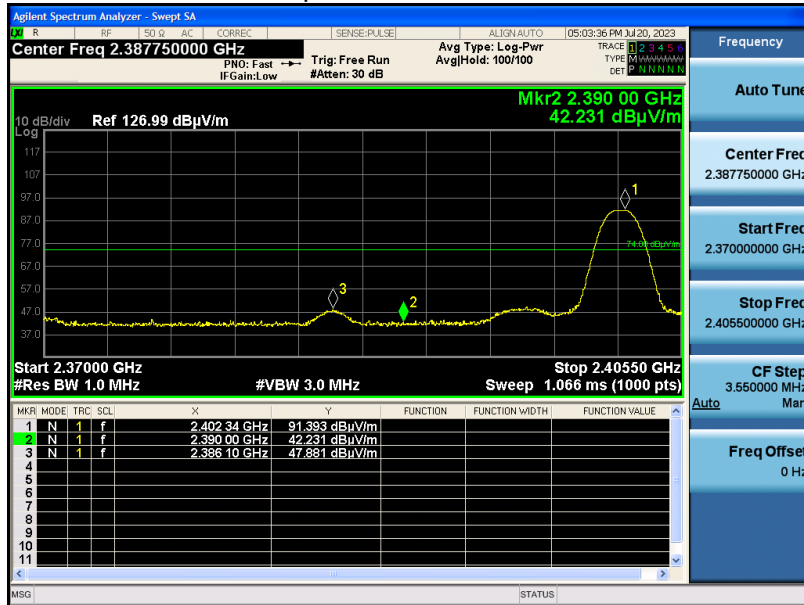 Agilent Spectrum Analyzer - Swept SA
LXI R RF 50 Ω AC CORREC SENSE:PULSE ALIGN AUTO 05:03:36 PM Jul 20, 2023
Center Freq 2.387750000 GHz
PNO: Fast
IFGain:Low
Trig: Free Run
#Atten: 30 dB
Avg Type: Log-Pwr
Avg|Hold: 100/100
TRACE 1 2 3 4 5 6
TYPE M WWWWW
DET P N N N N N
Mkr2 2.390 00 GHz
42.231 dBµV/m
10 dB/div Ref 126.99 dBµV/m
Log
117
107
97.0
87.0
77.0
67.0
57.0
47.0
37.0
1
74.00 dBµV/m
3
2
Start 2.37000 GHz Stop 2.40550 GHz
#Res BW 1.0 MHz #VBW 3.0 MHz Sweep 1.066 ms (1000 pts)
MKR MODE TRC SCL X Y FUNCTION FUNCTION WIDTH FUNCTION VALUE
1 N 1 f 2.402 34 GHz 91.393 dBµV/m
2 N 1 f 2.390 00 GHz 42.231 dBµV/m
3 N 1 f 2.386 10 GHz 47.881 dBµV/m
4
5
6
7
8
9
10
11
MSG STATUS
Frequency
Auto Tune
Center Freq
2.387750000 GHz
Start Freq
2.370000000 GHz
Stop Freq
2.405500000 GHz
CF Step
3.550000 MHz
Auto Man
Freq Offset
0 Hz